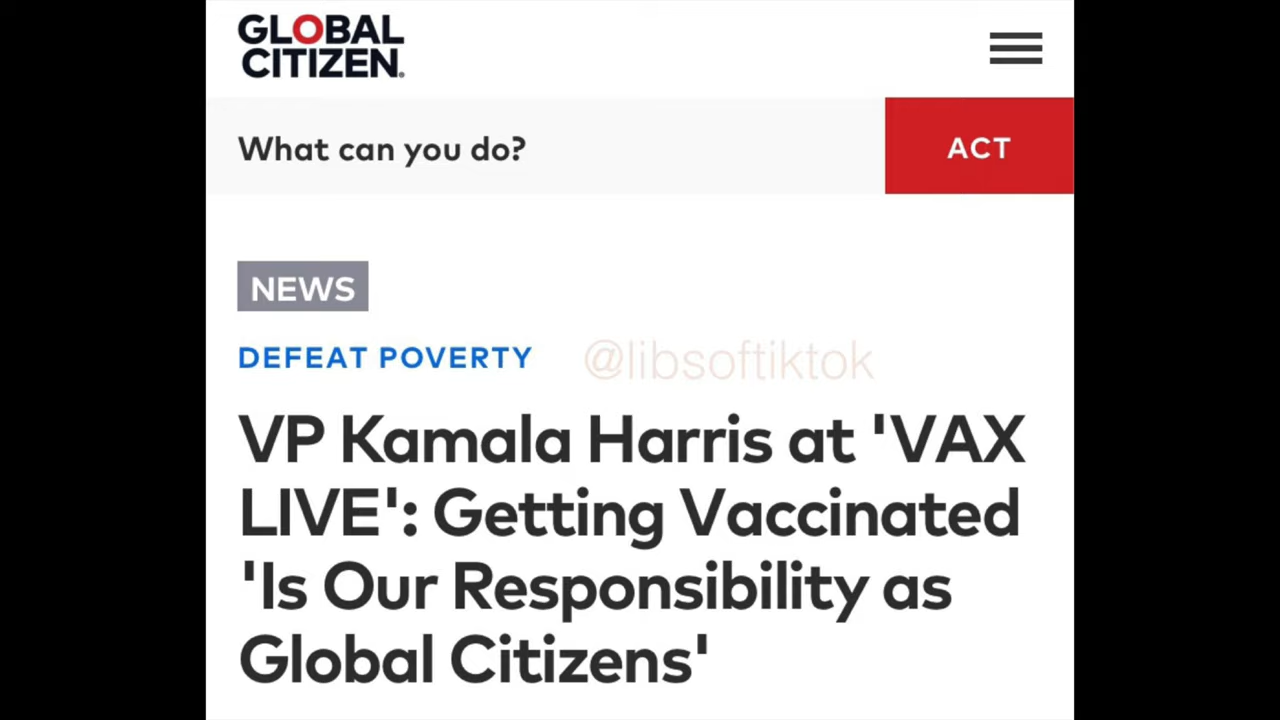 GLOBAL
CITIZEN.
What can you do?
ACT
NEWS
DEFEAT POVERTY
@libsoftiktok
VP Kamala Harris at 'VAX
LIVE': Getting Vaccinated
'Is Our Responsibility as
Global Citizens'